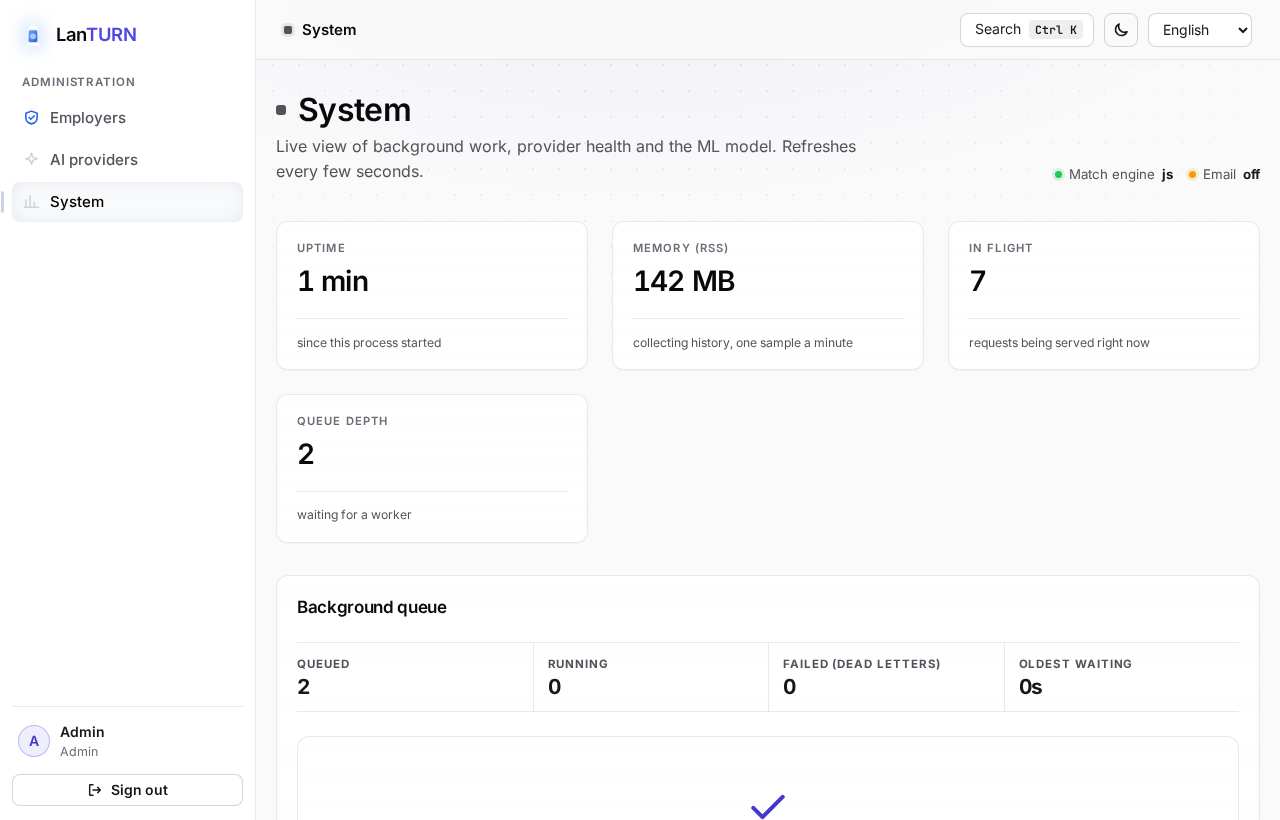 LanTURN
ADMINISTRATION
Employers
AI providers
System
A
Admin
Admin
Sign out
System
Search Ctrl K
English
System
Live view of background work, provider health and the ML model. Refreshes
every few seconds.
Match engine js
Email off
UPTIME
1 min
since this process started
MEMORY (RSS)
142 MB
collecting history, one sample a minute
IN FLIGHT
7
requests being served right now
QUEUE DEPTH
2
waiting for a worker
Background queue
QUEUED
2
RUNNING
0
FAILED (DEAD LETTERS)
0
OLDEST WAITING
0s